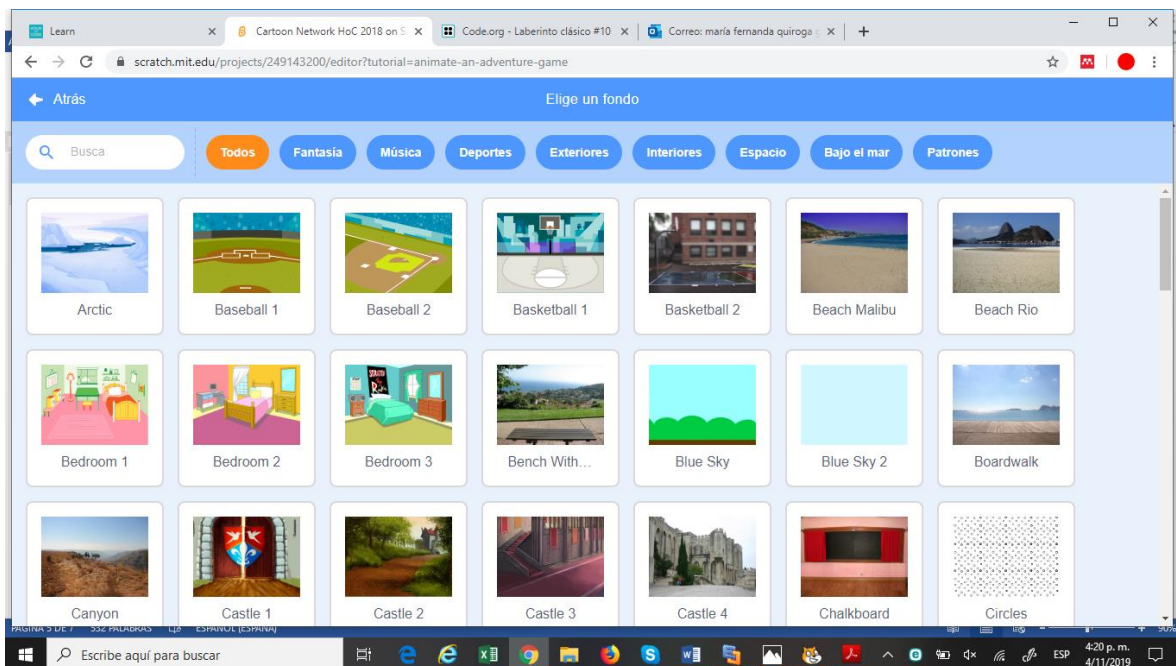 Learn
Cartoon Network HoC 2018 on S
Code.org - Laberinto clásico #10
Correo: maría fernanda quiroga
scratch.mit.edu/projects/249143200/editor?tutorial=animate-an-adventure-game
Atrás
Elige un fondo
Busca
Todos
Fantasía
Música
Deportes
Exteriores
Interiores
Espacio
Bajo el mar
Patrones
Arctic
Baseball 1
Baseball 2
Basketball 1
Basketball 2
Beach Malibu
Beach Rio
Bedroom 1
Bedroom 2
Bedroom 3
Bench With...
Blue Sky
Blue Sky 2
Boardwalk
Canyon
Castle 1
Castle 2
Castle 3
Castle 4
Chalkboard
Circles
PÁGINA 5 DE 7
532 PALABRAS
ESPAÑOL (ESPAÑA)
90%
Escribe aquí para buscar
ESP
4:20 p. m.
4/11/2019